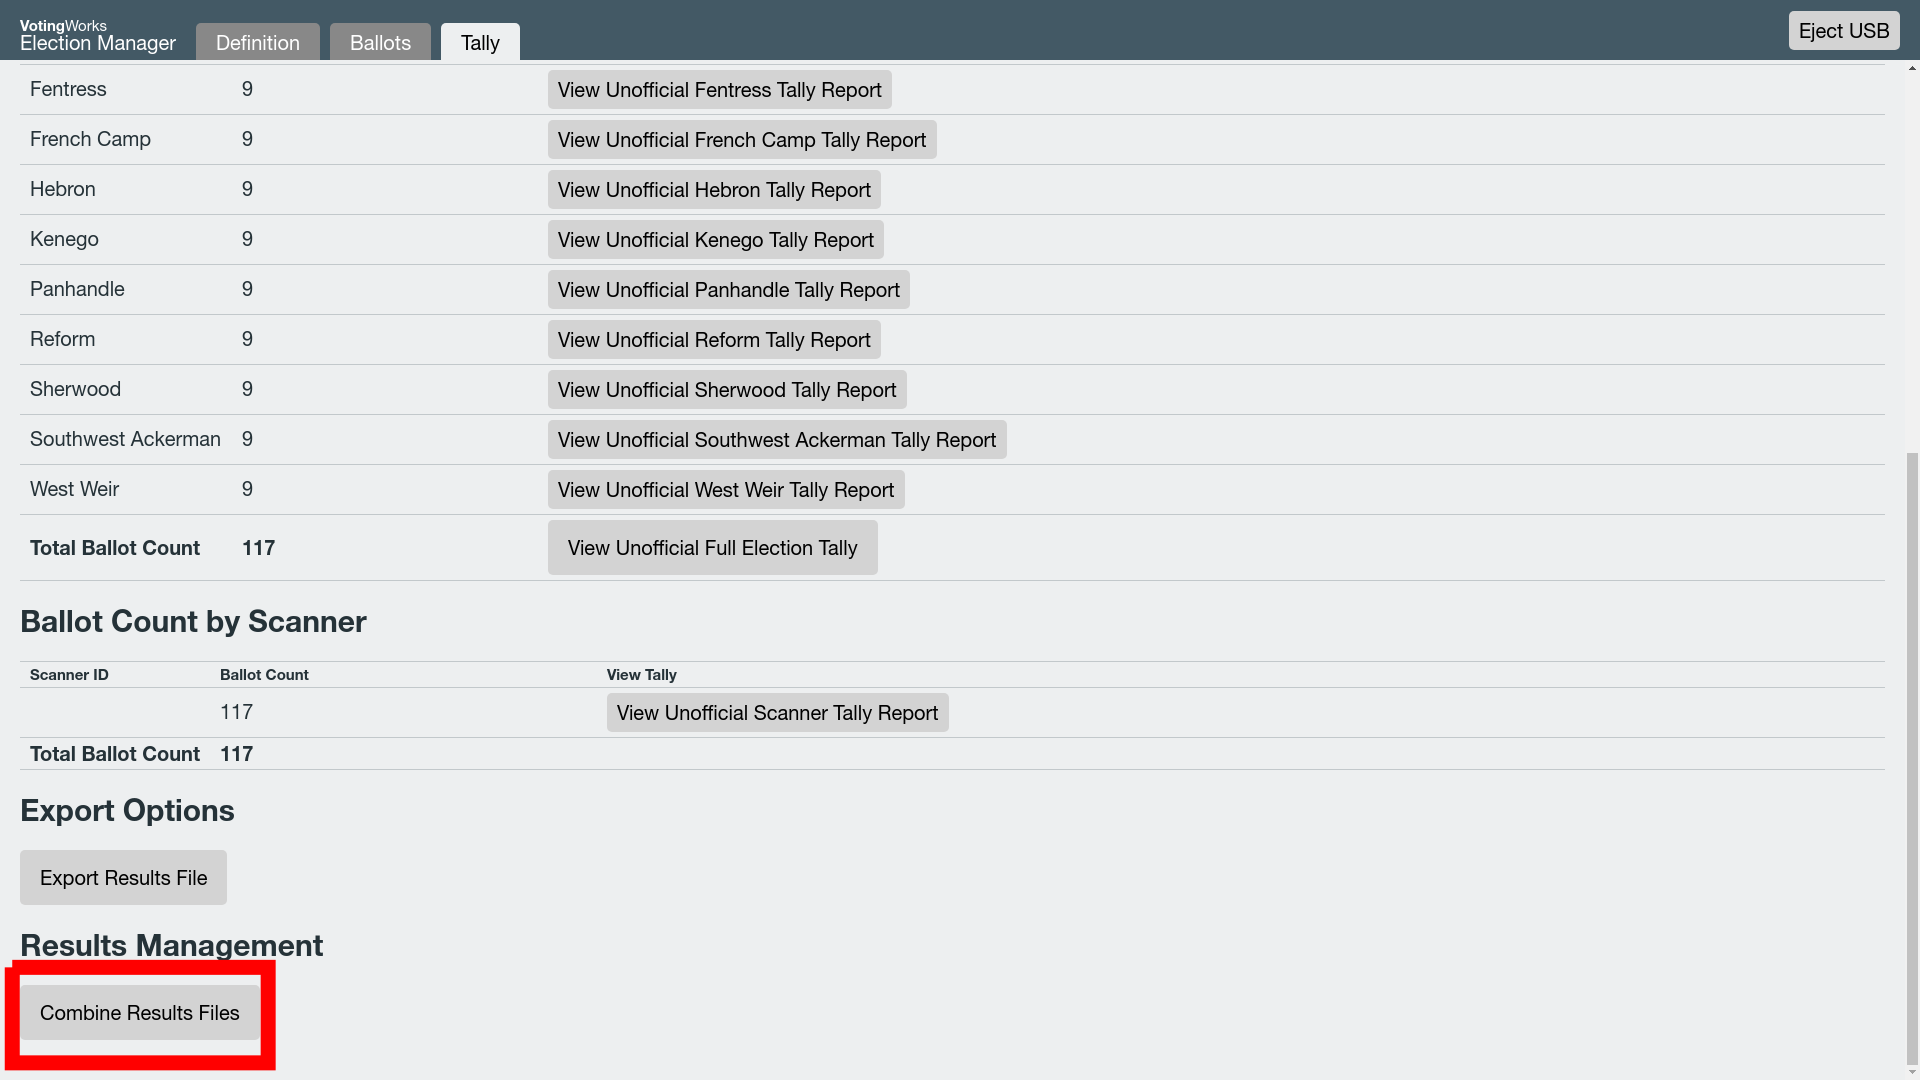 VotingWorks
Election Manager Definition Ballots Tally Eject USB
Fentress 9 View Unofficial Fentress Tally Report
French Camp 9 View Unofficial French Camp Tally Report
Hebron 9 View Unofficial Hebron Tally Report
Kenego 9 View Unofficial Kenego Tally Report
Panhandle 9 View Unofficial Panhandle Tally Report
Reform 9 View Unofficial Reform Tally Report
Sherwood 9 View Unofficial Sherwood Tally Report
Southwest Ackerman 9 View Unofficial Southwest Ackerman Tally Report
West Weir 9 View Unofficial West Weir Tally Report
Total Ballot Count 117 View Unofficial Full Election Tally
Ballot Count by Scanner
Scanner ID Ballot Count View Tally
117 View Unofficial Scanner Tally Report
Total Ballot Count 117
Export Options
Export Results File
Results Management
Combine Results Files